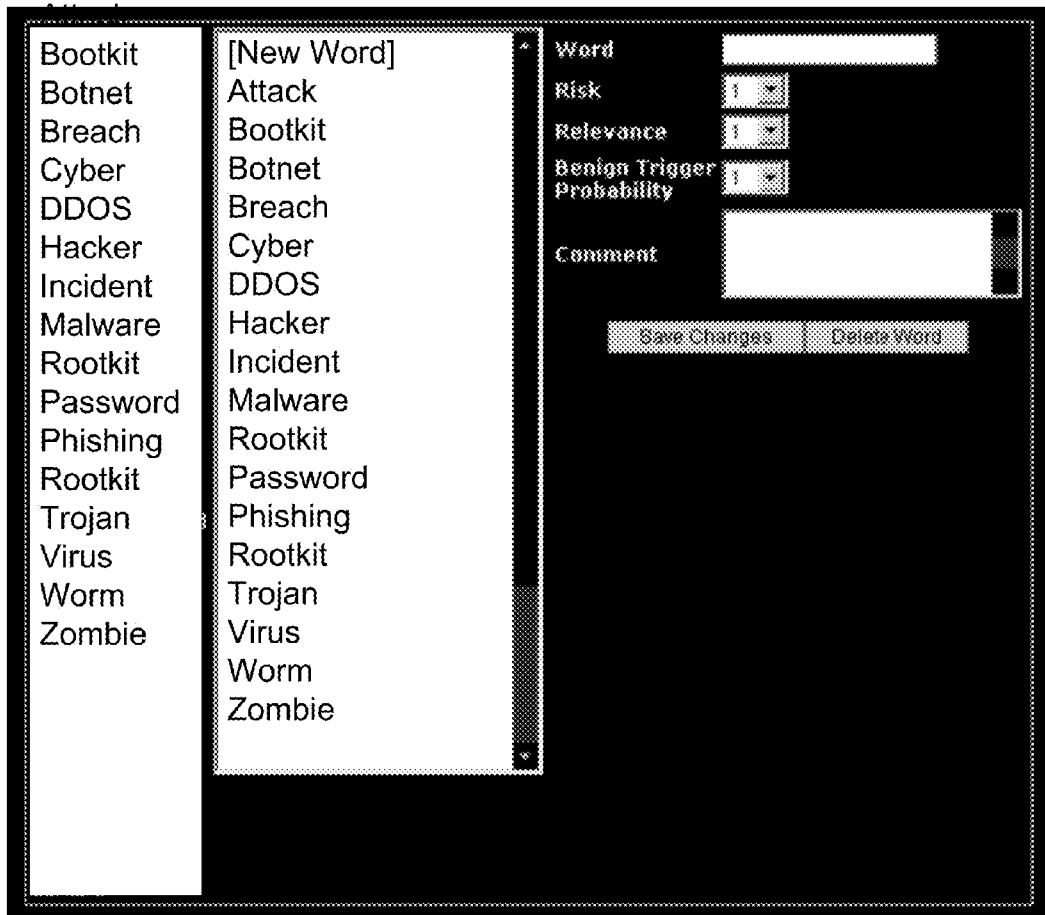 Bootkit
Botnet
Breach
Cyber
DDOS
Hacker
Incident
Malware
Rootkit
Password
Phishing
Rootkit
Trojan
Virus
Worm
Zombie
[New Word]
Attack
Bootkit
Botnet
Breach
Cyber
DDOS
Hacker
Incident
Malware
Rootkit
Password
Phishing
Rootkit
Trojan
Virus
Worm
Zombie
Word
Risk 1
Relevance 1
Benign Trigger
Probability 1
Comment
Save Changes Delete Word